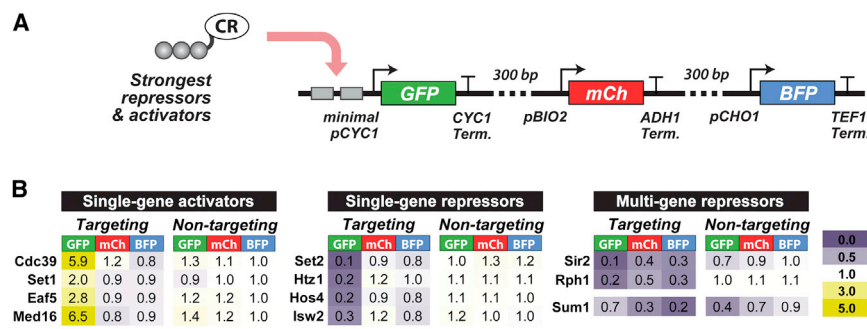 A
CR
Strongest
repressors
& activators
300 bp
300 bp
GFP
mCh
BFP
minimal
pCYC1
CYC1
Term.
pBIO2
ADH1
Term.
pCHO1
TEF1
Term.
B
Single-gene activators
Targeting Non-targeting
GFP mCh BFP GFP mCh BFP
Cdc39 5.9 1.2 0.8 1.3 1.1 1.0
Set1 2.0 0.9 0.9 0.9 1.0 1.0
Eaf5 2.8 0.9 0.9 1.2 1.2 1.0
Med16 6.5 0.8 0.9 1.4 1.2 1.0
Single-gene repressors
Targeting Non-targeting
GFP mCh BFP GFP mCh BFP
Set2 0.1 0.9 0.8 1.0 1.3 1.2
Htz1 0.2 1.2 1.0 1.1 1.1 1.0
Hos4 0.2 0.9 0.8 1.1 1.1 1.0
Isw2 0.3 1.2 0.8 1.2 1.0 1.0
Multi-gene repressors
Targeting Non-targeting
GFP mCh BFP GFP mCh BFP
Sir2 0.1 0.4 0.3 0.7 0.9 1.0
Rph1 0.2 0.5 0.3 1.0 1.1 1.1
Sum1 0.7 0.3 0.2 0.4 0.7 0.9
0.0
0.5
1.0
3.0
5.0